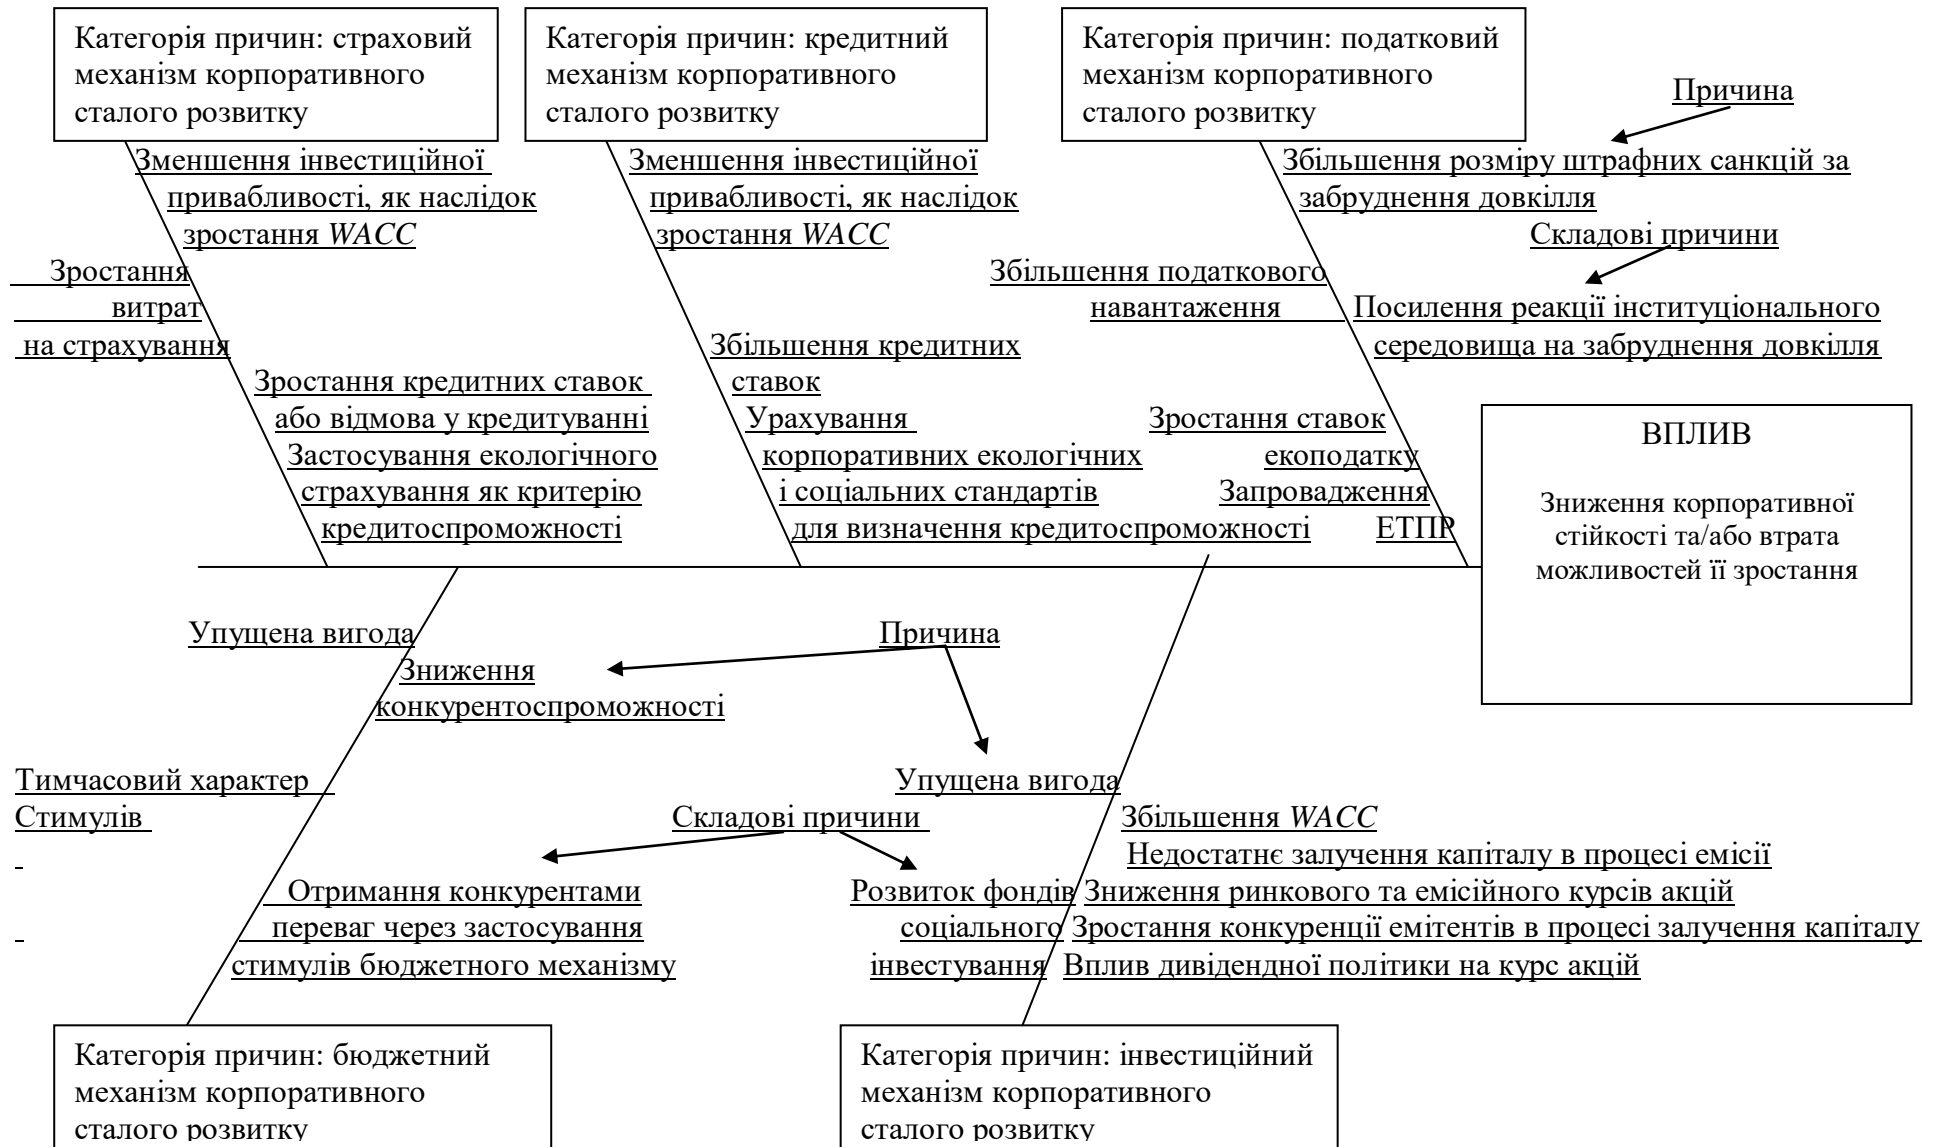 Категорія причин: страховий
механізм корпоративного
сталого розвитку
Категорія причин: кредитний
механізм корпоративного
сталого розвитку
Категорія причин: податковий
механізм корпоративного
сталого розвитку
Причина
Зменшення інвестиційної
привабливості, як наслідок
зростання WACC
Зменшення інвестиційної
привабливості, як наслідок
зростання WACC
Збільшення розміру штрафних санкцій за
забруднення довкілля
Складові причини
Зростання
витрат
на страхування
Збільшення податкового
навантаження
Посилення реакції інституціонального
середовища на забруднення довкілля
Збільшення кредитних
ставок
Зростання кредитних ставок
або відмова у кредитуванні
Застосування екологічного
страхування як критерію
кредитоспроможності
Урахування
корпоративних екологічних
і соціальних стандартів
для визначення кредитоспроможності
Зростання ставок
екоподатку
Запровадження
ЕТПР
ВПЛИВ
Зниження корпоративної
стійкості та/або втрата
можливостей її зростання
Упущена вигода
Зниження
конкурентоспроможності
Причина
Тимчасовий характер
Стимулів
Упущена вигода
Складові причини
Збільшення WACC
Недостатнє залучення капіталу в процесі емісії
Отримання конкурентами
переваг через застосування
стимулів бюджетного механізму
Розвиток фондів
соціального
інвестування
Зниження ринкового та емісійного курсів акцій
Зростання конкуренції емітентів в процесі залучення капіталу
Вплив дивідендної політики на курс акцій
Категорія причин: бюджетний
механізм корпоративного
сталого розвитку
Категорія причин: інвестиційний
механізм корпоративного
сталого розвитку